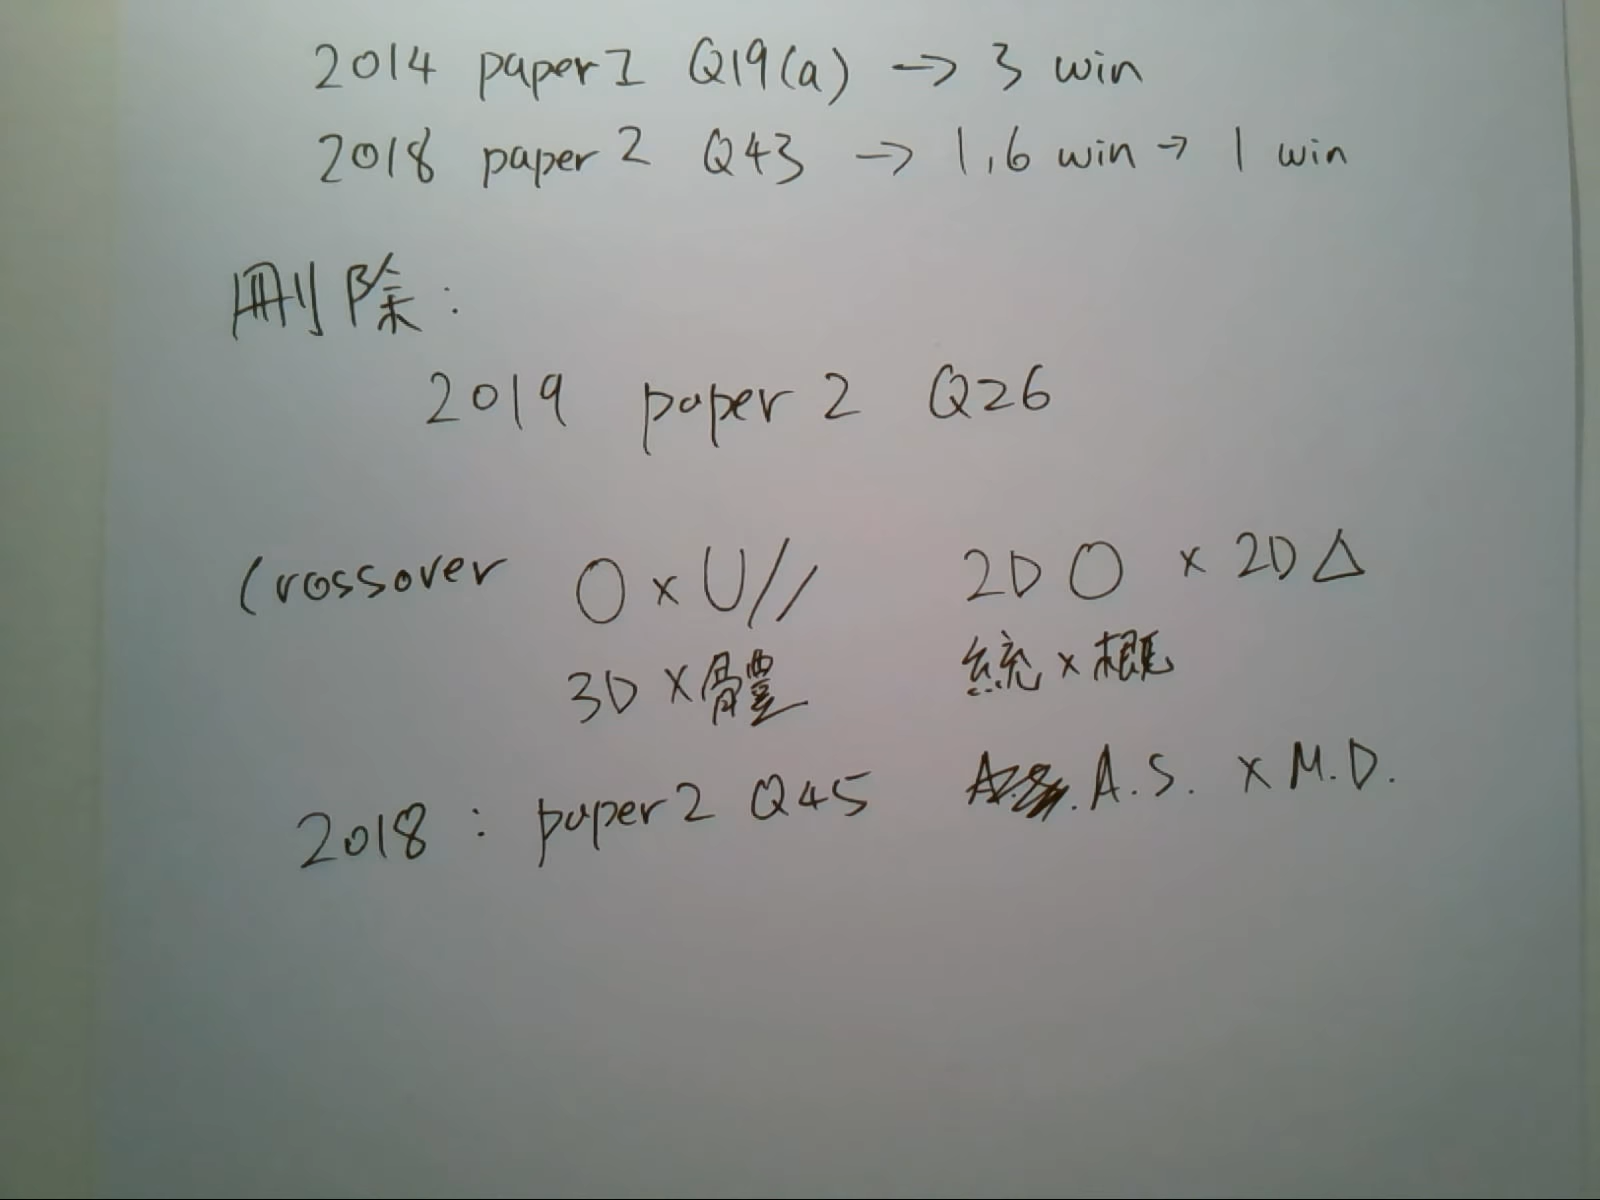 2014 paper 1 Q19(a) → 3 win
2018 paper 2 Q43 → 1,6 win → 1 win
刪除:
2019 paper 2 Q26
Crossover ○ × U// 2D ○ × 2D △
3D × 體 統 × 概
2018 : paper 2 Q45 A.S. × M.D.